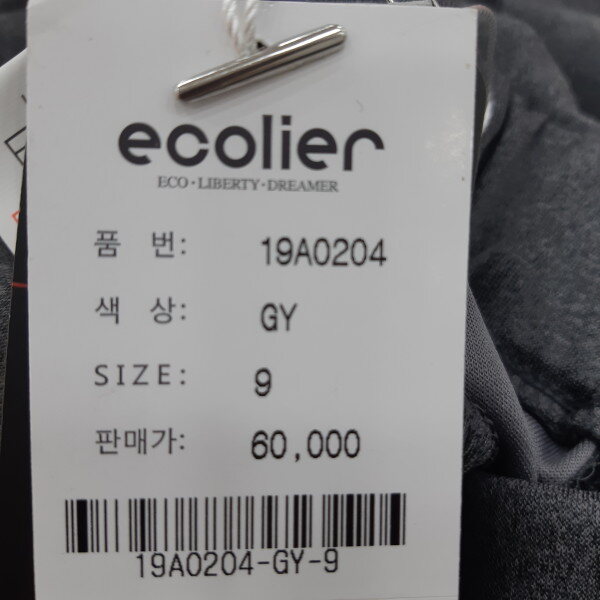 ecolier
ECO·LIBERTY·DREAMER
품 번: 19A0204
색 상: GY
SIZE: 9
판매가: 60,000
19A0204-GY-9